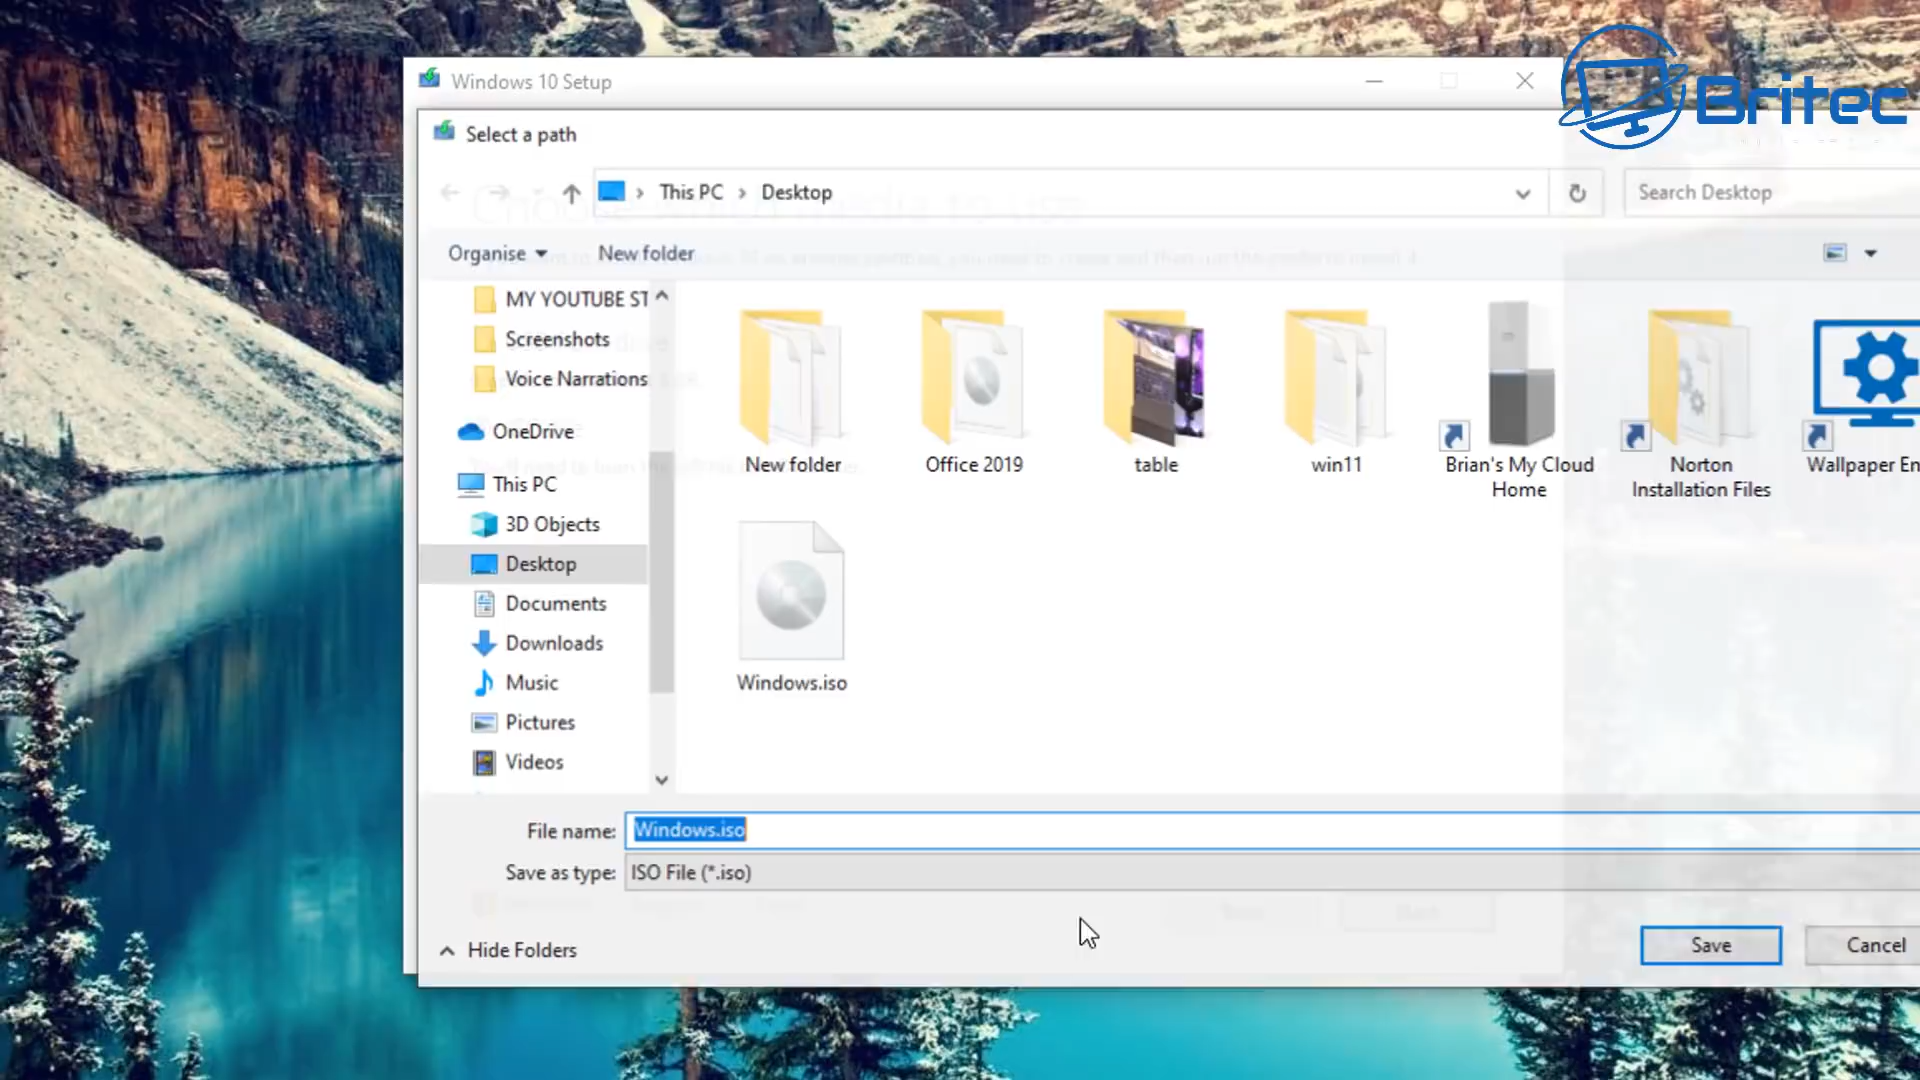 Windows 10 Setup
Britec
Select a path
This PC
Desktop
Search Desktop
Organise
New folder
MY YOUTUBE ST
Screenshots
Voice Narrations
OneDrive
This PC
3D Objects
Desktop
Documents
Downloads
Music
Pictures
Videos
New folder
Office 2019
table
win11
Brian's My Cloud
Home
Norton
Installation Files
Wallpaper En
Windows.iso
File name: Windows.iso
Save as type: ISO File (*.iso)
Hide Folders
Save
Cancel